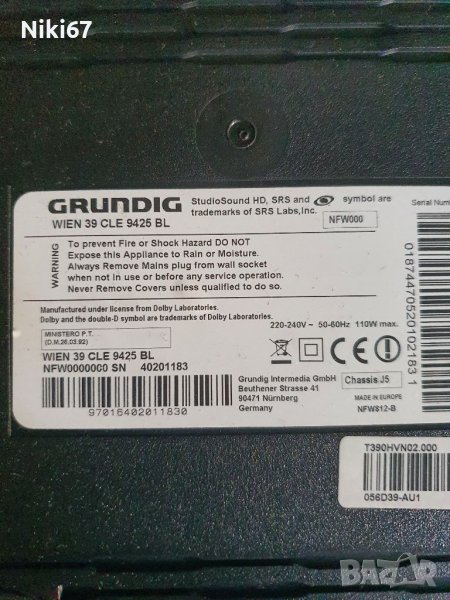 Niki67
GRUNDIG
WIEN 39 CLE 9425 BL
StudioSound HD, SRS and symbol are
trademarks of SRS Labs,Inc.
NFW000
Serial Num
WARNING
To prevent Fire or Shock Hazard DO NOT
Expose this Appliance to Rain or Moisture.
Always Remove Mains plug from wall socket
when not in use or before any service operation.
Never Remove Covers unless qualified to do so.
Manufactured under license from Dolby Laboratories.
Dolby and the double-D symbol are trademarks of Dolby Laboratories.
MINISTERO P.T.
(D.M.26.03.92)
220-240V~ 50-60Hz 110W max.
WIEN 39 CLE 9425 BL
NFW0000000 SN 40201183
97016402011830
Grundig Intermedia GmbH
Beuthener Strasse 41
90471 Nürnberg
Germany
Chassis J5
MADE IN EUROPE
NFW812-B
01874470520102183 1
T390HVN02.000
056D39-AU1
BAZAR